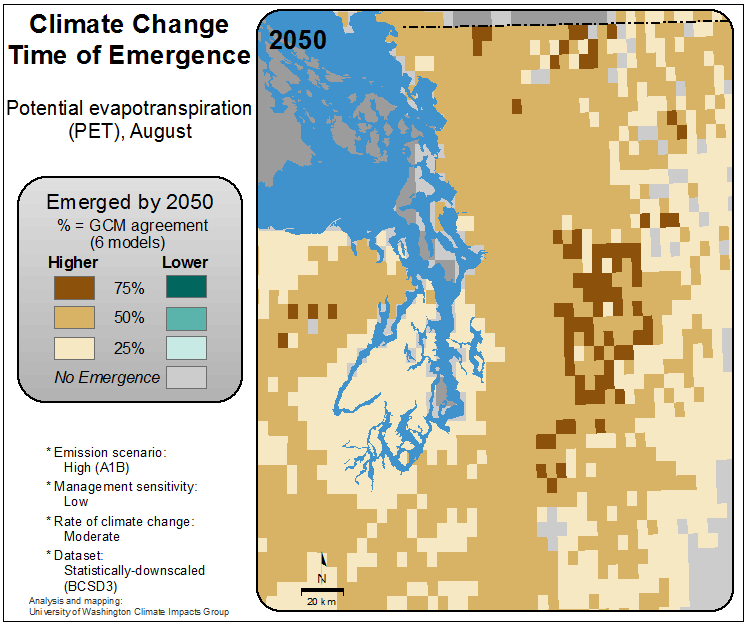 Climate Change
Time of Emergence
Potential evapotranspiration
(PET), August
Emerged by 2050
% = GCM agreement
(6 models)
Higher Lower
75%
50%
25%
No Emergence
* Emission scenario:
High (A1B)
* Management sensitivity:
Low
* Rate of climate change:
Moderate
* Dataset:
Statistically-downscaled
(BCSD3)
Analysis and mapping:
University of Washington Climate Impacts Group
2050
N
20 km